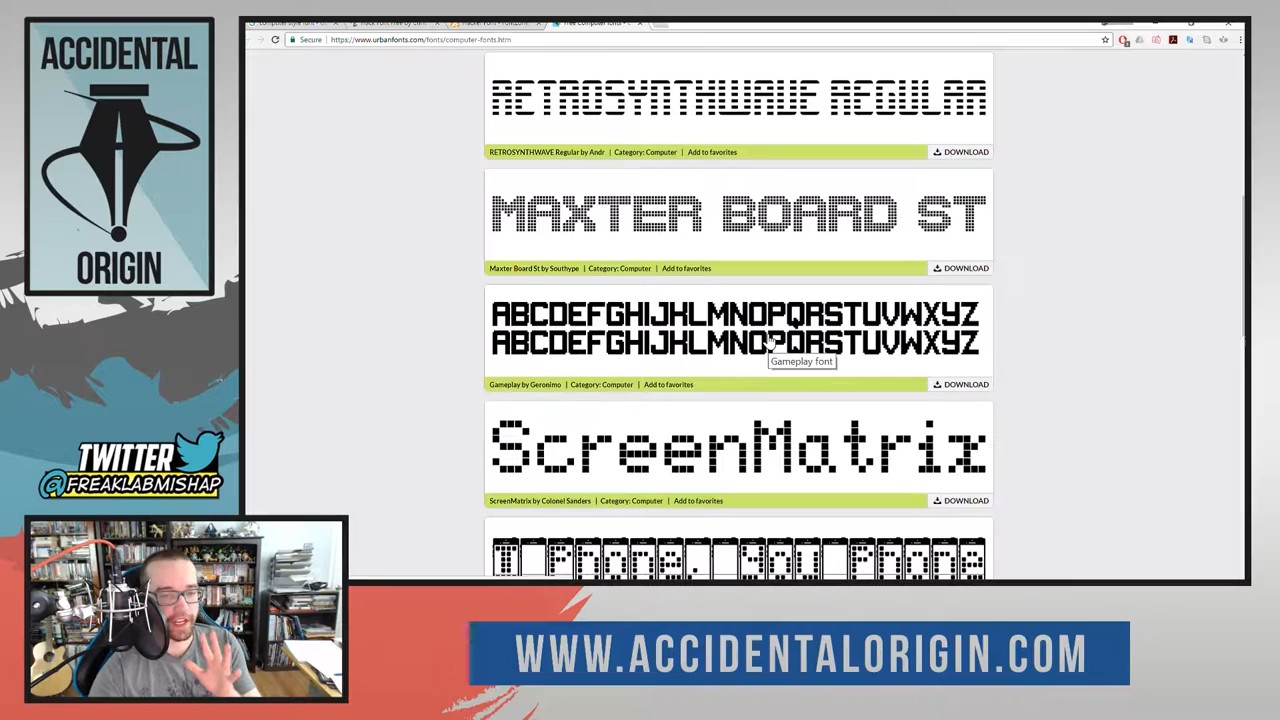 ACCIDENTAL
ORIGIN
TWITTER
@FREAKLABMISHAP
Secure
https://www.urbanfonts.com/fonts/computer-fonts.htm
RETROSYNTHWAVE REGULAR
RETROSYNTHWAVE Regular by Andr | Category: Computer | Add to favorites
DOWNLOAD
MAXTER BOARD ST
Maxter Board St by Southype | Category: Computer | Add to favorites
DOWNLOAD
ABCDEFGHIJKLMNOPQRSTUVWXYZ
ABCDEFGHIJKLMNOPQRSTUVWXYZ
Gameplay font
Gameplay by Geronimo | Category: Computer | Add to favorites
DOWNLOAD
ScreenMatrix
ScreenMatrix by Colonel Sanders | Category: Computer | Add to favorites
DOWNLOAD
I Phone, You Phone
WWW.ACCIDENTALORIGIN.COM